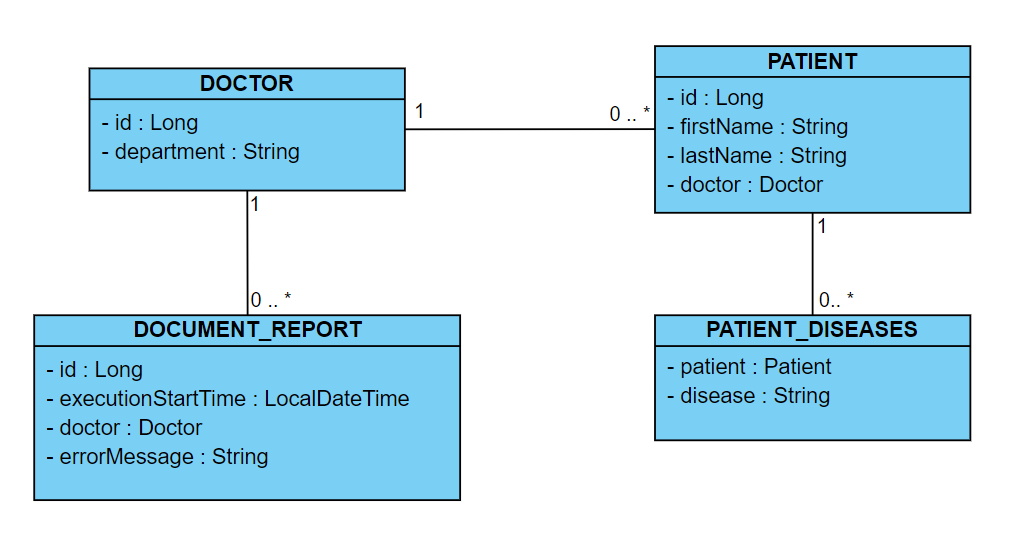 DOCTOR
- id : Long
- department : String
1
0 .. *
PATIENT
- id : Long
- firstName : String
- lastName : String
- doctor : Doctor
1
0 .. *
DOCUMENT_REPORT
- id : Long
- executionStartTime : LocalDateTime
- doctor : Doctor
- errorMessage : String
1
0.. *
PATIENT_DISEASES
- patient : Patient
- disease : String